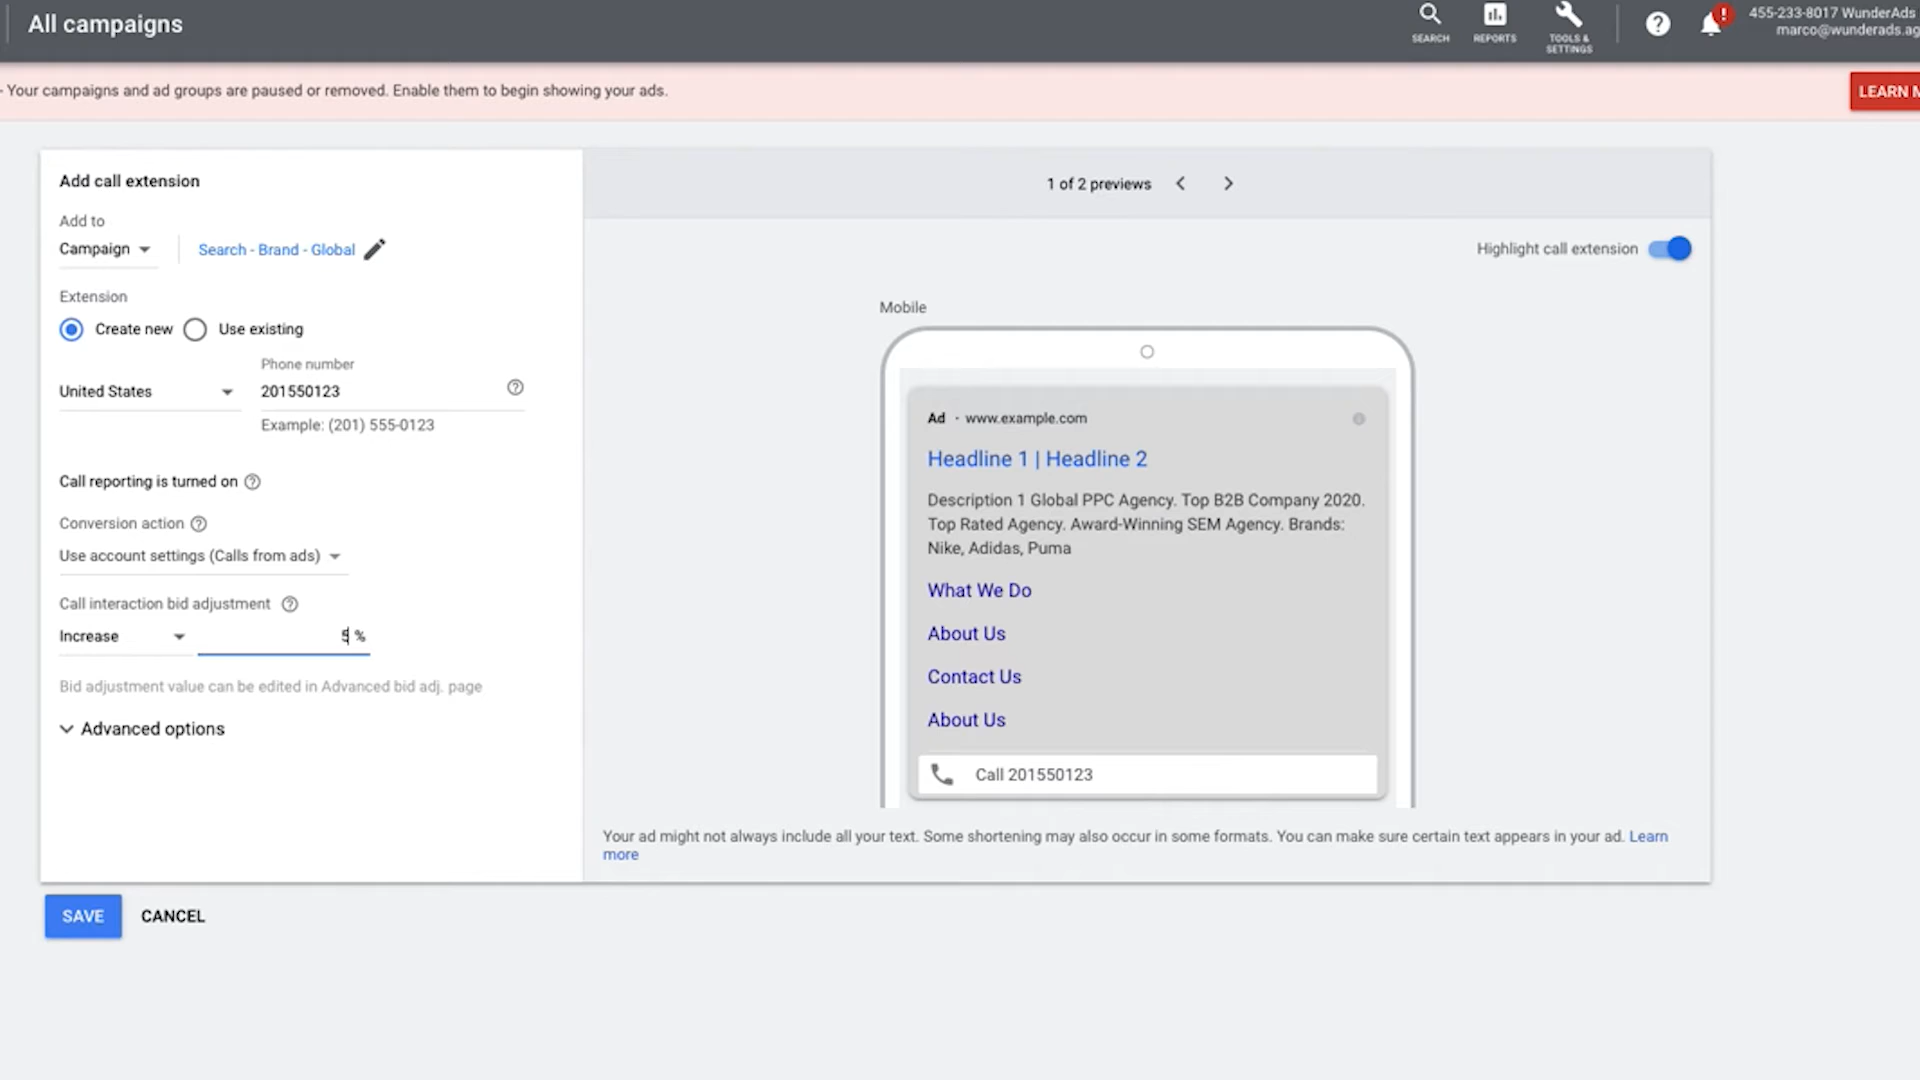 All campaigns
SEARCH
REPORTS
TOOLS &
SETTINGS
455-233-8017 WunderAds
marco@wunderads.ag
- Your campaigns and ad groups are paused or removed. Enable them to begin showing your ads.
LEARN M
Add call extension
Add to
Campaign
Search - Brand - Global
Extension
Create new
Use existing
Phone number
United States
201550123
Example: (201) 555-0123
Call reporting is turned on
Conversion action
Use account settings (Calls from ads)
Call interaction bid adjustment
Increase
5 %
Bid adjustment value can be edited in Advanced bid adj. page
Advanced options
SAVE
CANCEL
1 of 2 previews
Highlight call extension
Mobile
Ad · www.example.com
Headline 1 | Headline 2
Description 1 Global PPC Agency. Top B2B Company 2020.
Top Rated Agency. Award-Winning SEM Agency. Brands:
Nike, Adidas, Puma
What We Do
About Us
Contact Us
About Us
Call 201550123
Your ad might not always include all your text. Some shortening may also occur in some formats. You can make sure certain text appears in your ad. Learn
more